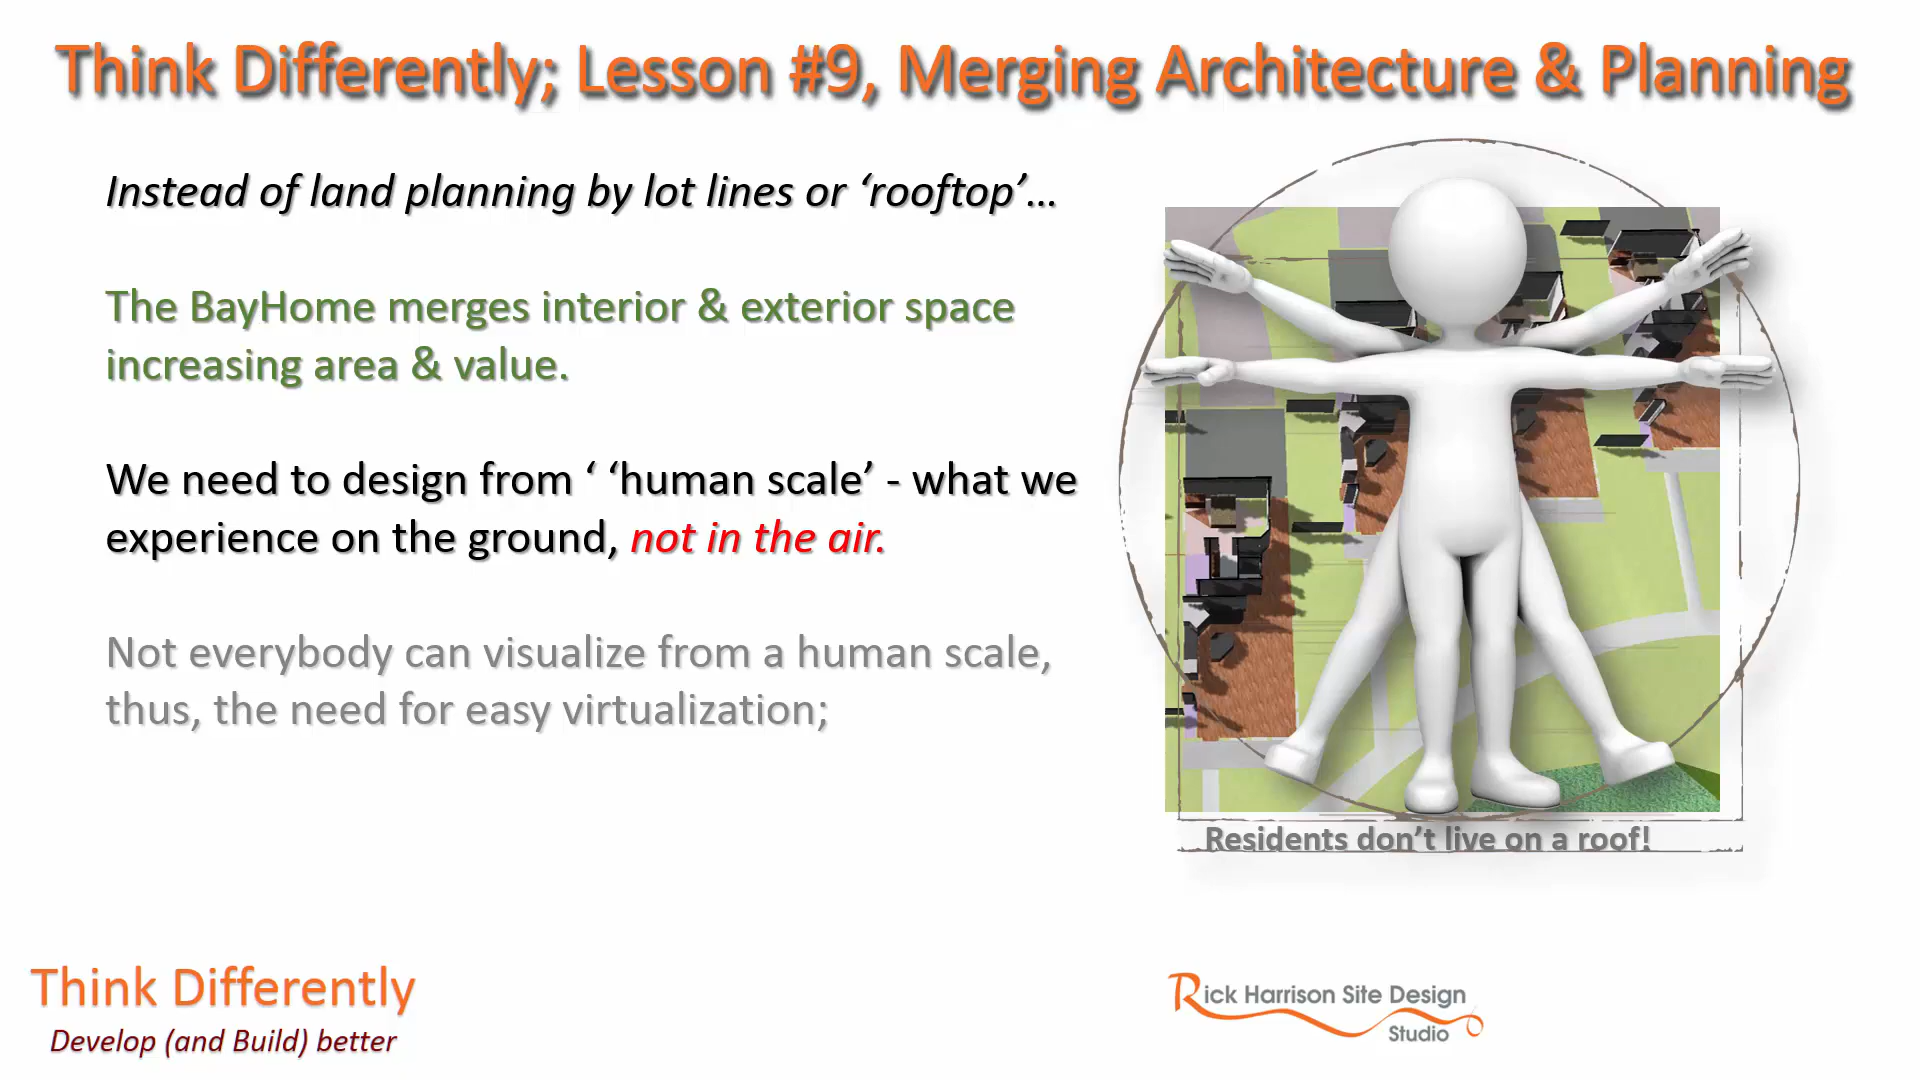 Think Differently; Lesson #9, Merging Architecture & Planning
Instead of land planning by lot lines or ‘rooftop’…
The BayHome merges interior & exterior space
increasing area & value.
We need to design from ‘ ‘human scale’ - what we
experience on the ground, not in the air.
Not everybody can visualize from a human scale,
thus, the need for easy virtualization;
Residents don’t live on a roof!
Think Differently
Develop (and Build) better
Rick Harrison Site Design
Studio